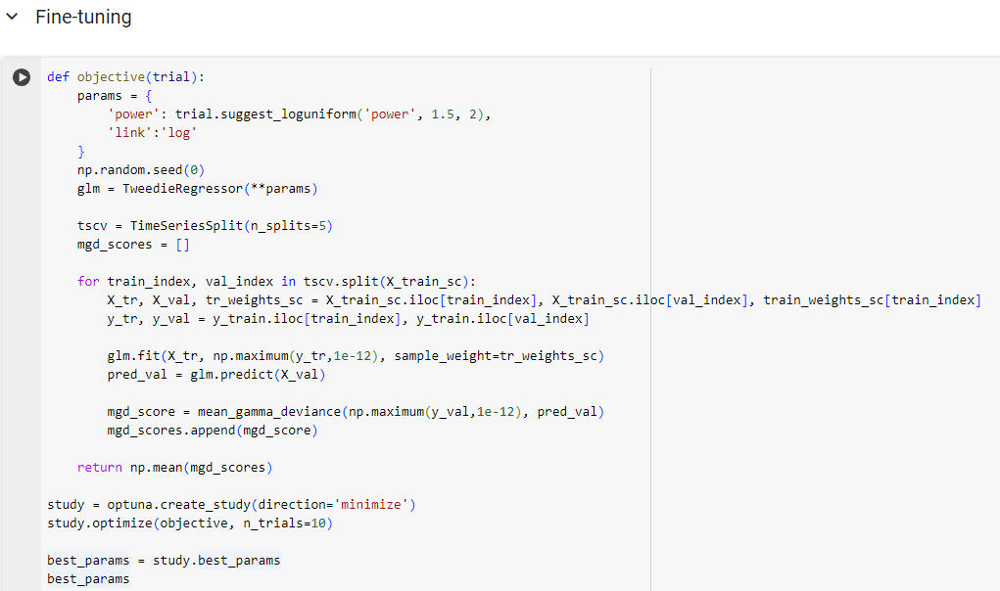 Fine-tuning
def objective(trial):
    params = {
        'power': trial.suggest_loguniform('power', 1.5, 2),
        'link':'log'
    }
    np.random.seed(0)
    glm = TweedieRegressor(**params)

    tscv = TimeSeriesSplit(n_splits=5)
    mgd_scores = []

    for train_index, val_index in tscv.split(X_train_sc):
        X_tr, X_val, tr_weights_sc = X_train_sc.iloc[train_index], X_train_sc.iloc[val_index], train_weights_sc[train_index]
        y_tr, y_val = y_train.iloc[train_index], y_train.iloc[val_index]

        glm.fit(X_tr, np.maximum(y_tr,1e-12), sample_weight=tr_weights_sc)
        pred_val = glm.predict(X_val)

        mgd_score = mean_gamma_deviance(np.maximum(y_val,1e-12), pred_val)
        mgd_scores.append(mgd_score)

    return np.mean(mgd_scores)

study = optuna.create_study(direction='minimize')
study.optimize(objective, n_trials=10)

best_params = study.best_params
best_params